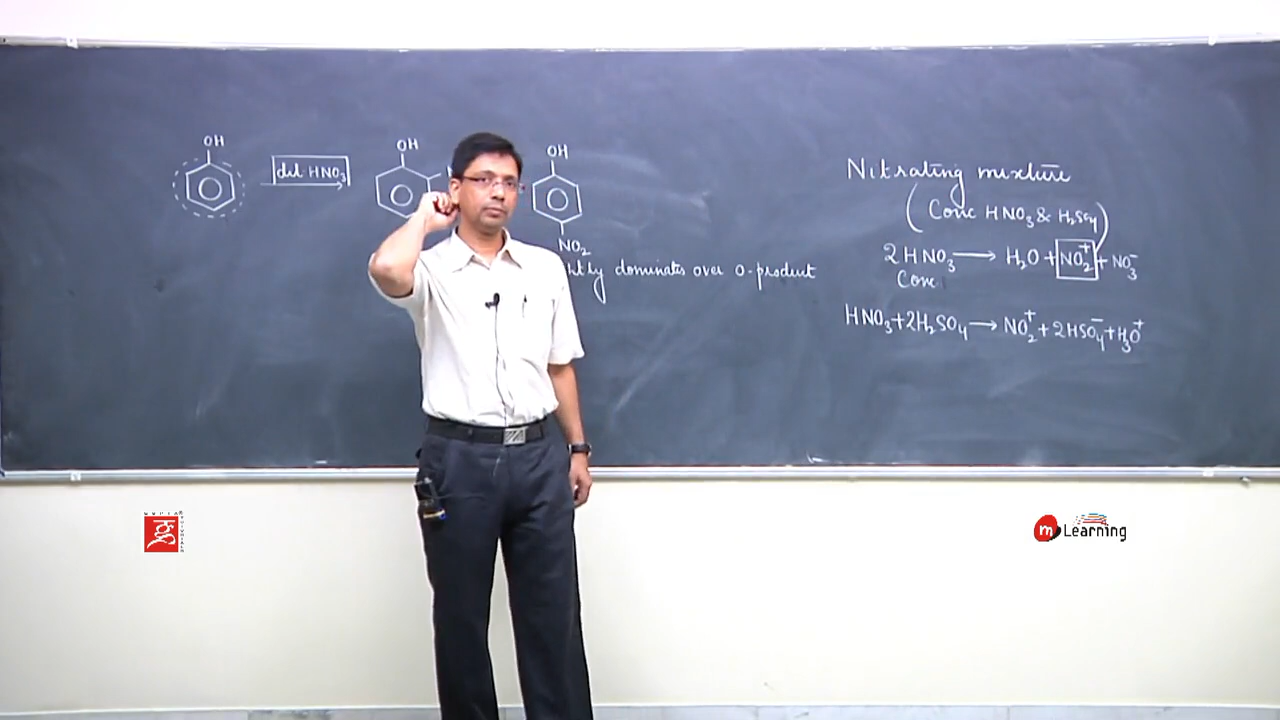 OH
dil HNO₃
OH
OH
NO₂
dominates over o-product
Nitrating mixture
(Conc HNO₃ & H₂SO₄)
2HNO₃ ⟶ H₂O + NO₂⁺ + NO₃⁻
Conc
HNO₃+2H₂SO₄ ⟶ NO₂⁺+2HSO₄⁻+H₃O⁺
m Learning